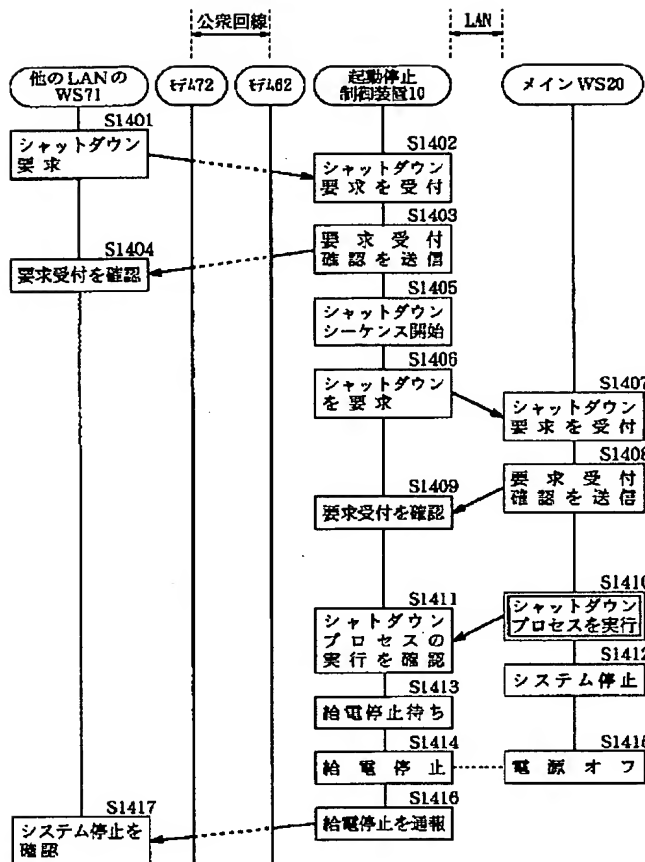 公衆回線
LAN
他のLANの
WS71
モデム72
モデム62
起動停止
制御装置10
メインWS20
S1401
シャットダウン
要求
S1402
シャットダウン
要求を受付
S1403
要求受付
確認を送信
S1404
要求受付を確認
S1405
シャットダウン
シーケンス開始
S1406
シャットダウン
を要求
S1407
シャットダウン
要求を受付
S1408
要求受付
確認を送信
S1409
要求受付を確認
S1410
シャットダウン
プロセスを実行
S1411
シャトダウン
プロセスの
実行を確認
S1412
システム停止
S1413
給電停止待ち
S1414
給電停止
S1415
電源オフ
S1416
給電停止を通報
S1417
システム停止を
確認